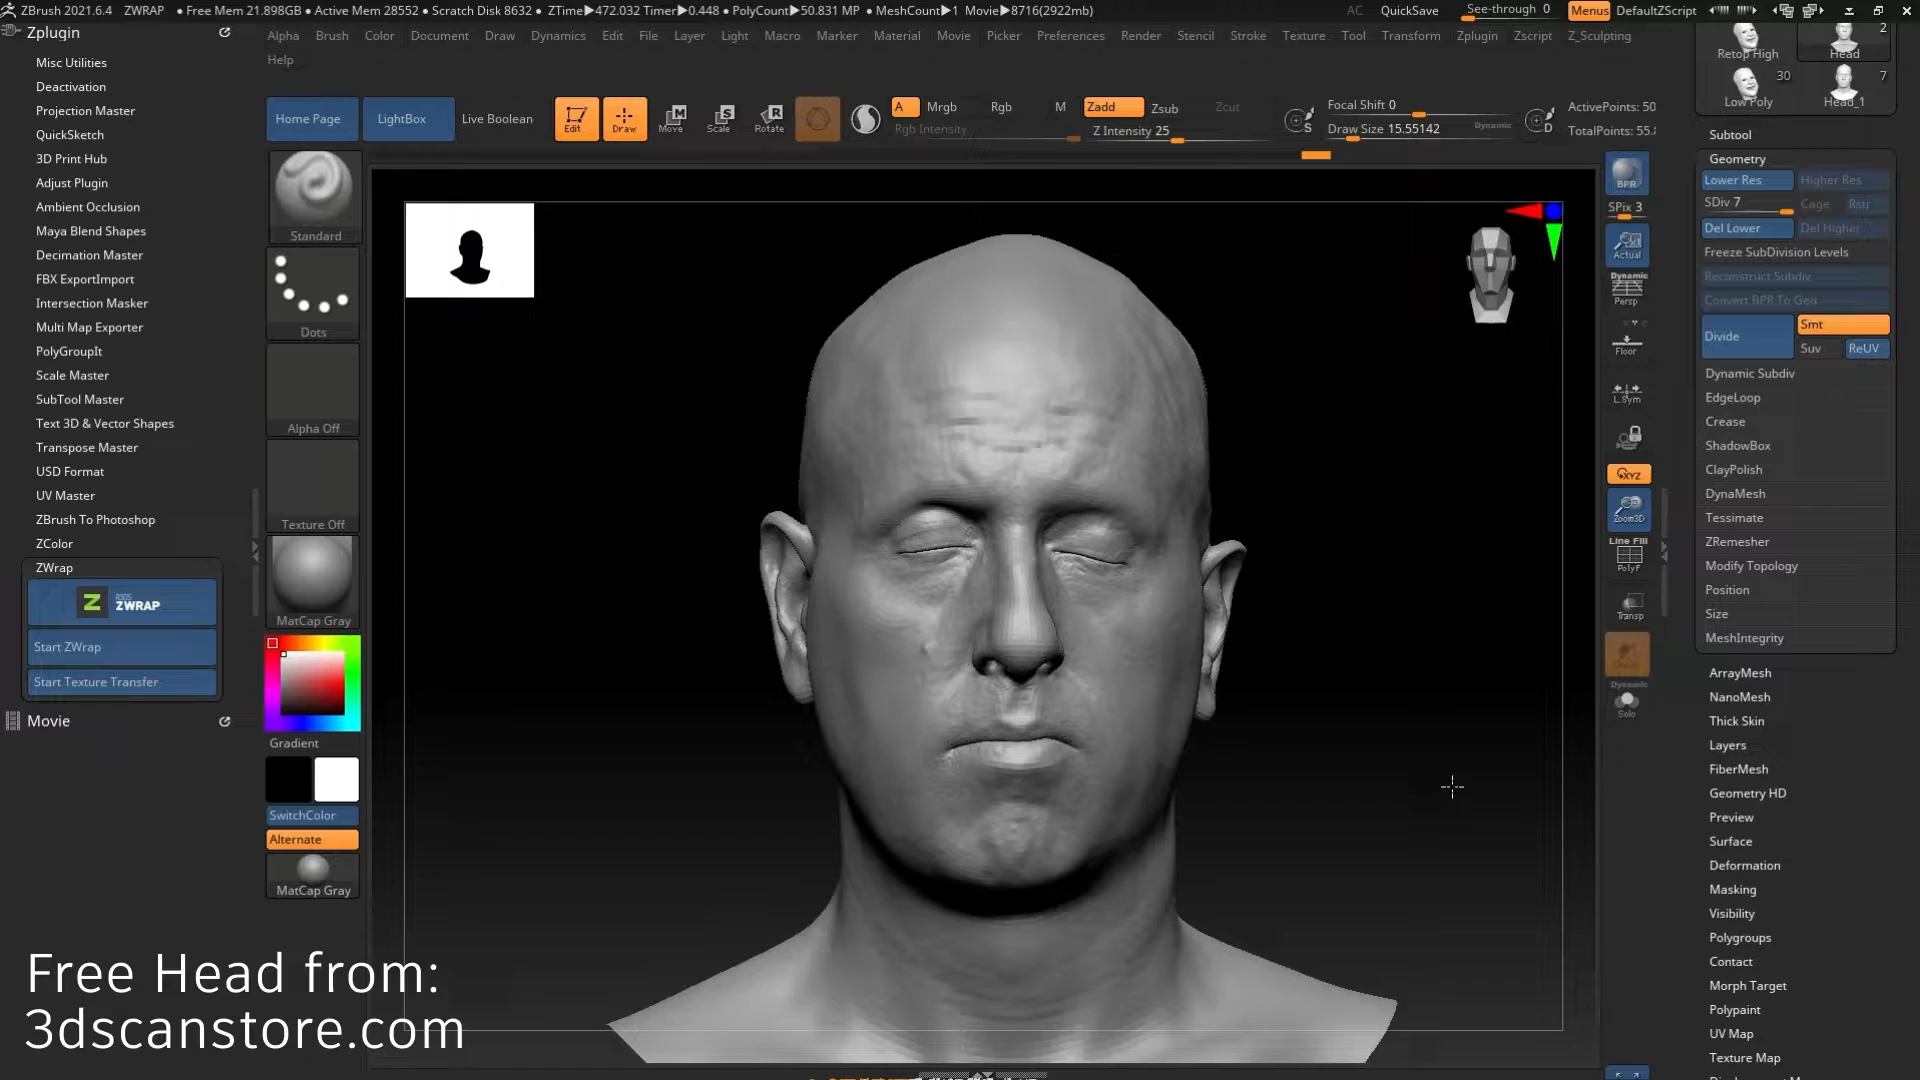 ZBrush 2021.6.4 ZWRAP • Free Mem 21.898GB • Active Mem 28552 • Scratch Disk 8632 • ZTime▶472.032 Timer▶0.448 • PolyCount▶50.831 MP • MeshCount▶1 Movie▶8716(2922mb) AC QuickSave See-through 0 Menus DefaultZScript
Zplugin
Misc Utilities
Deactivation
Projection Master
QuickSketch
3D Print Hub
Adjust Plugin
Ambient Occlusion
Maya Blend Shapes
Decimation Master
FBX ExportImport
Intersection Masker
Multi Map Exporter
PolyGroupIt
Scale Master
SubTool Master
Text 3D & Vector Shapes
Transpose Master
USD Format
UV Master
ZBrush To Photoshop
ZColor
ZWrap
Z ZWRAP
Start ZWrap
Start Texture Transfer
Movie
Alpha Brush Color Document Draw Dynamics Edit File Layer Light Macro Marker Material Movie Picker Preferences Render Stencil Stroke Texture Tool Transform Zplugin Zscript Z_Sculpting
Help
Home Page LightBox Live Boolean Edit Draw Move Scale Rotate
A Mrgb Rgb M Zadd Zsub Zcut
Rgb Intensity Z Intensity 25
S Focal Shift 0
Draw Size 15.55142 Dynamic D
ActivePoints: 50
TotalPoints: 55.
Standard
Dots
Alpha Off
Texture Off
MatCap Gray
Gradient
SwitchColor
Alternate
MatCap Gray
BPR
SPix 3
Actual
Dynamic
Persp
Floor
L.Sym
XYZ
Zoom3D
Line Fill
PolyF
Transp
Dynamic
Solo
2
Retop High Head
30 7
Low Poly Head_1
Subtool
Geometry
Lower Res Higher Res
SDiv 7 Cage Rstr
Del Lower Del Higher
Freeze SubDivision Levels
Reconstruct Subdiv
Convert BPR To Geo
Divide Smt
Suv ReUV
Dynamic Subdiv
EdgeLoop
Crease
ShadowBox
ClayPolish
DynaMesh
Tessimate
ZRemesher
Modify Topology
Position
Size
MeshIntegrity
ArrayMesh
NanoMesh
Thick Skin
Layers
FiberMesh
Geometry HD
Preview
Surface
Deformation
Masking
Visibility
Polygroups
Contact
Morph Target
Polypaint
UV Map
Texture Map
Free Head from:
3dscanstore.com